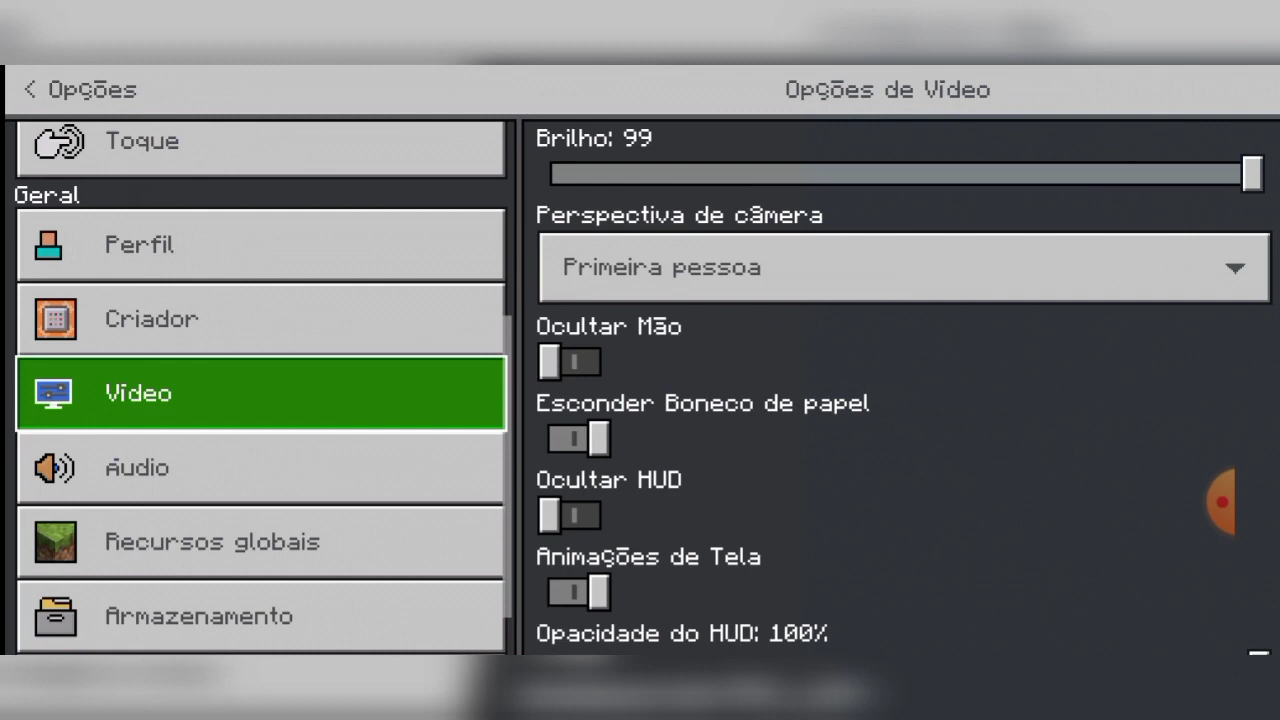 Opções
Opções de Vídeo
Toque
Geral
Perfil
Criador
Vídeo
Áudio
Recursos globais
Armazenamento
Brilho: 99
Perspectiva de câmera
Primeira pessoa
Ocultar Mão
Esconder Boneco de papel
Ocultar HUD
Animações de Tela
Opacidade do HUD: 100%